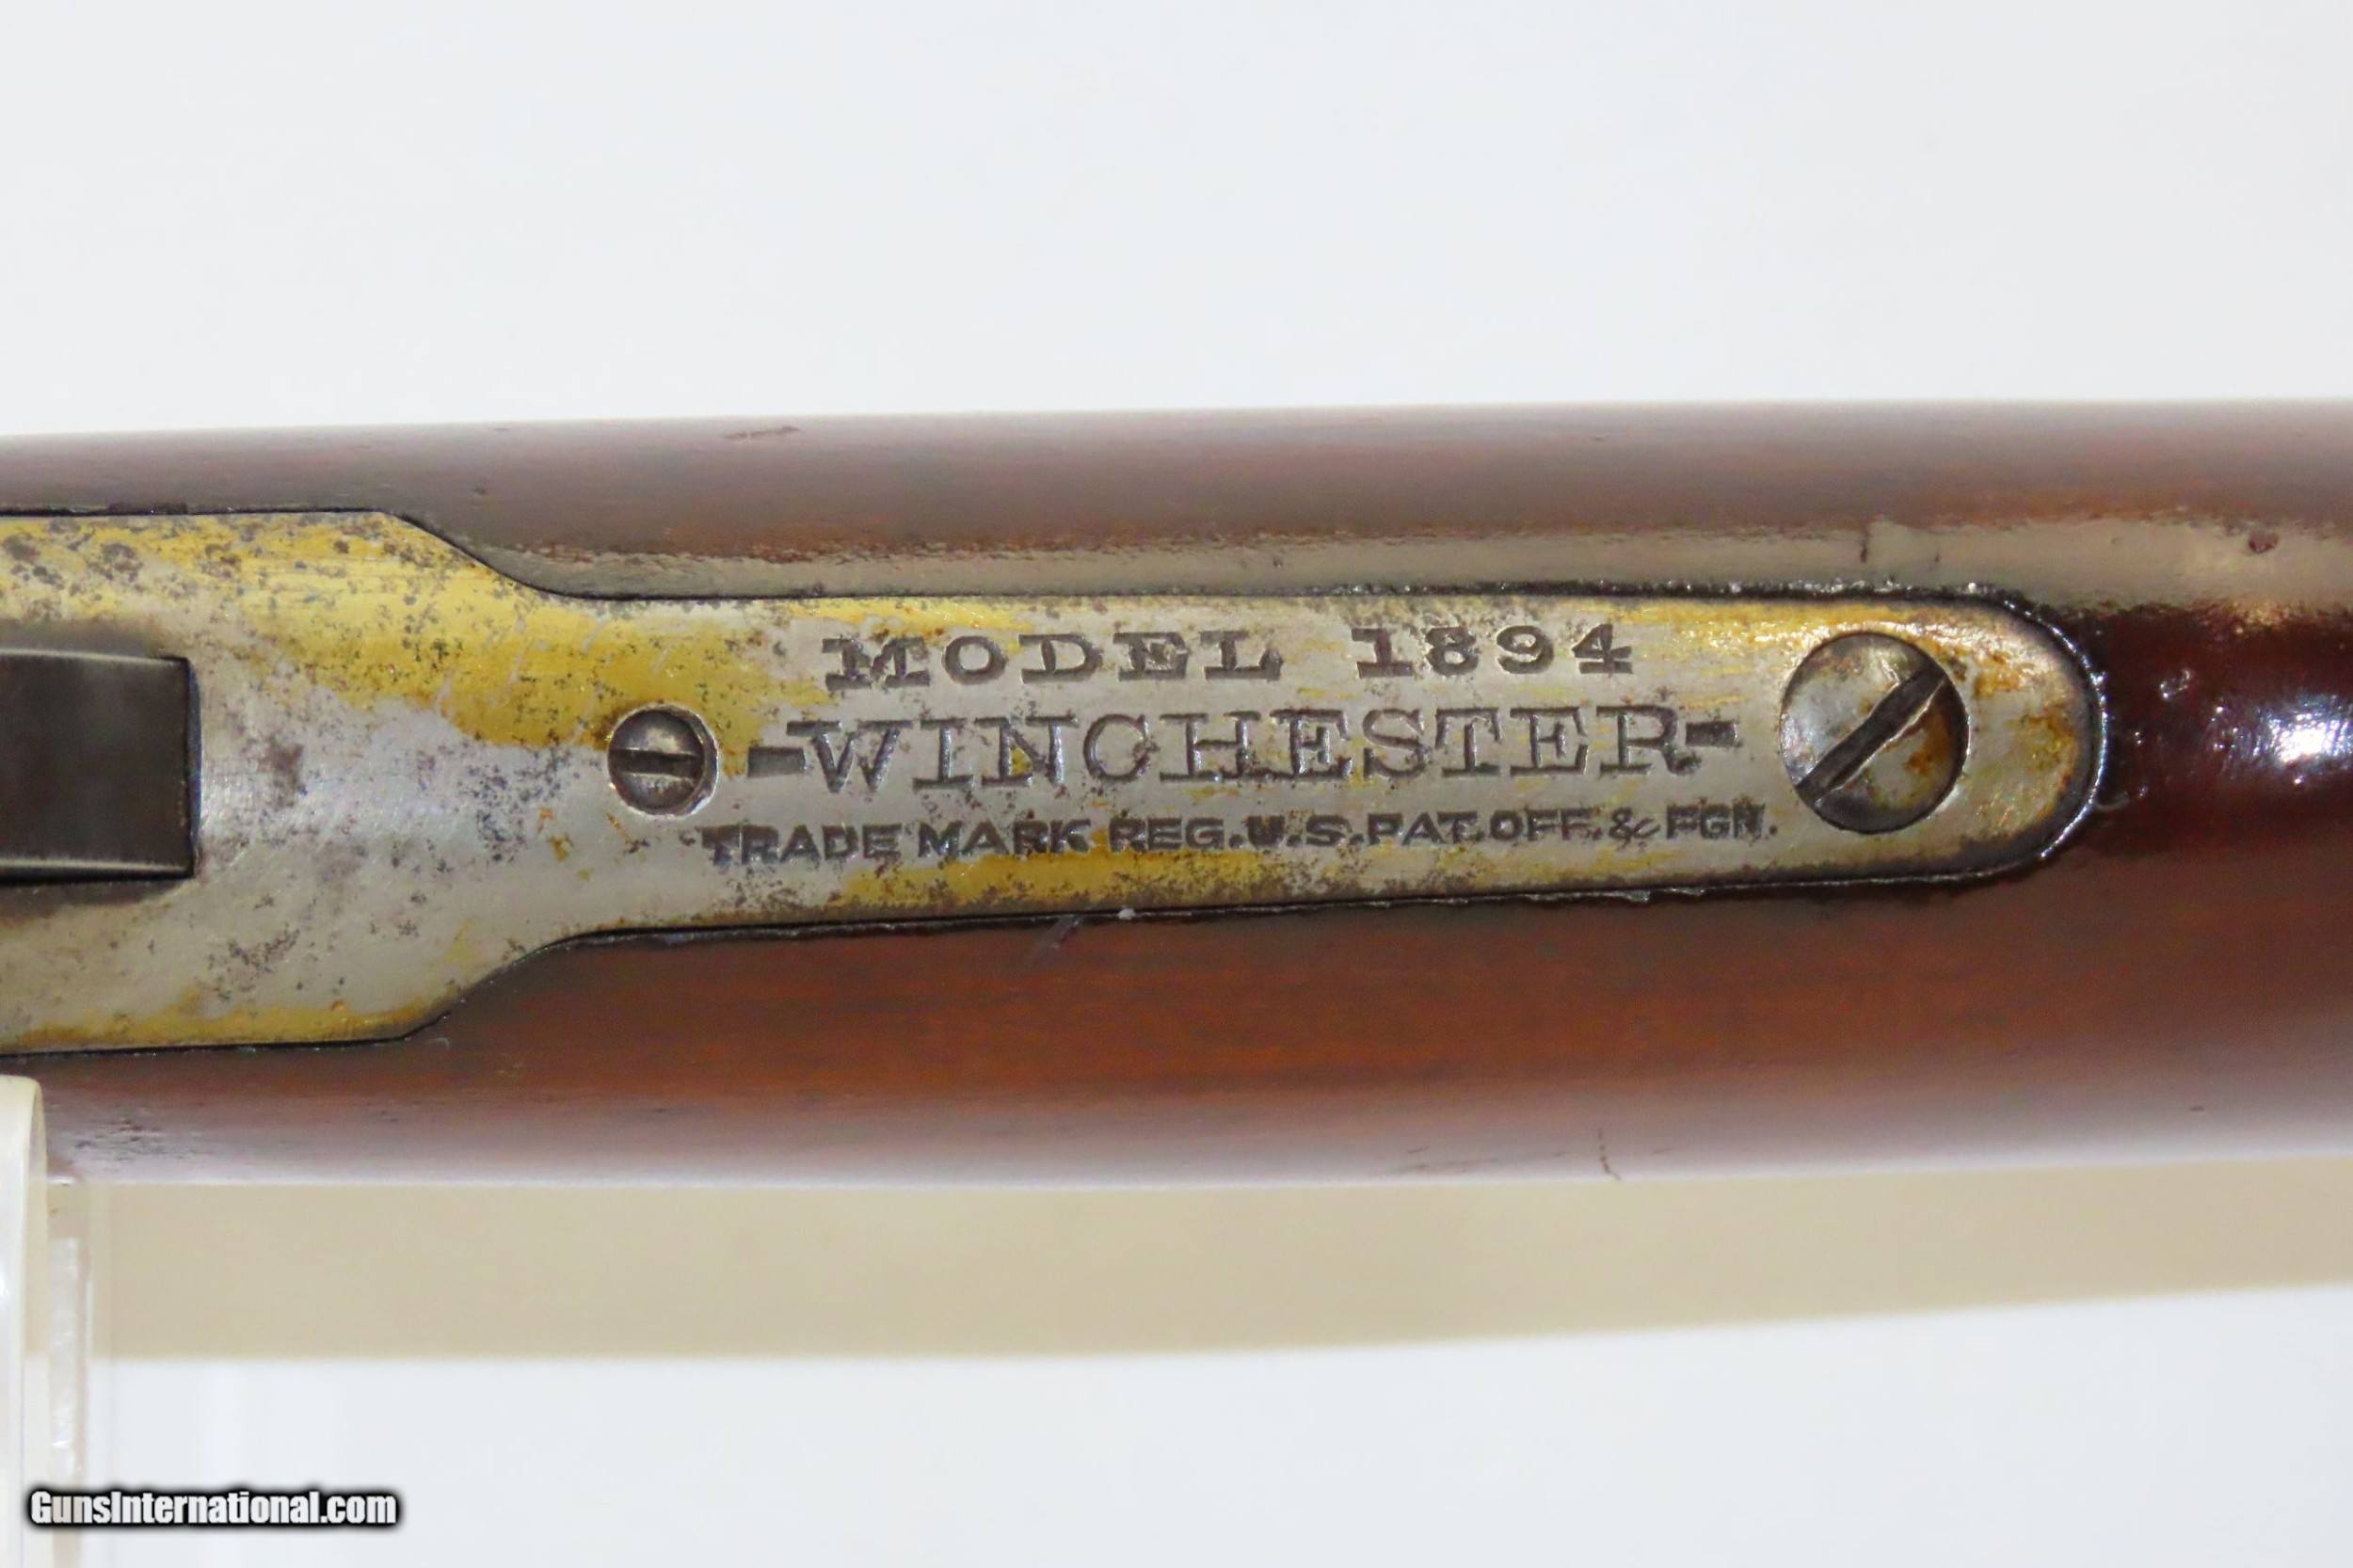 MODEL 1894
-WINCHESTER-
TRADE MARK REG.U.S.PAT.OFF.& FGN.
GunsInternational.com